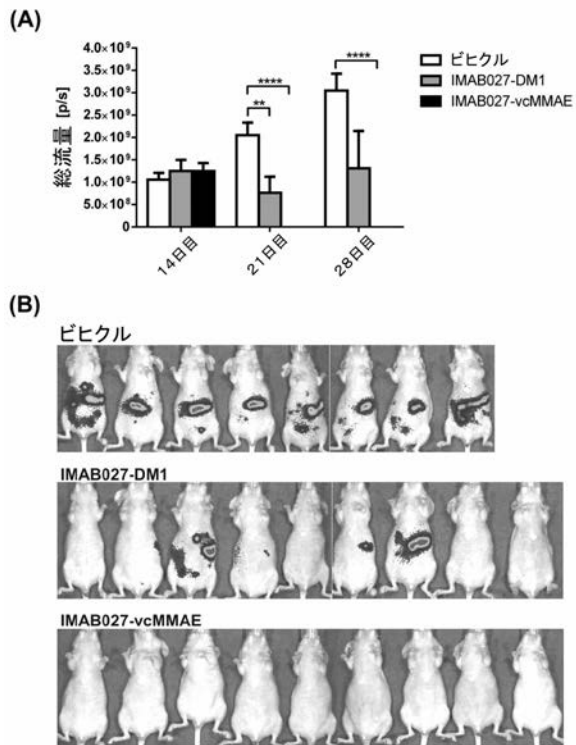 (A)
総流量 [p/s]
4.0×10⁹
3.5×10⁹
3.0×10⁹
2.5×10⁹
2.0×10⁹
1.5×10⁹
1.0×10⁹
5.0×10⁸
0
****
**
****
ビヒクル
IMAB027-DM1
IMAB027-vcMMAE
14日目
21日目
28日目
(B)
ビヒクル
IMAB027-DM1
IMAB027-vcMMAE